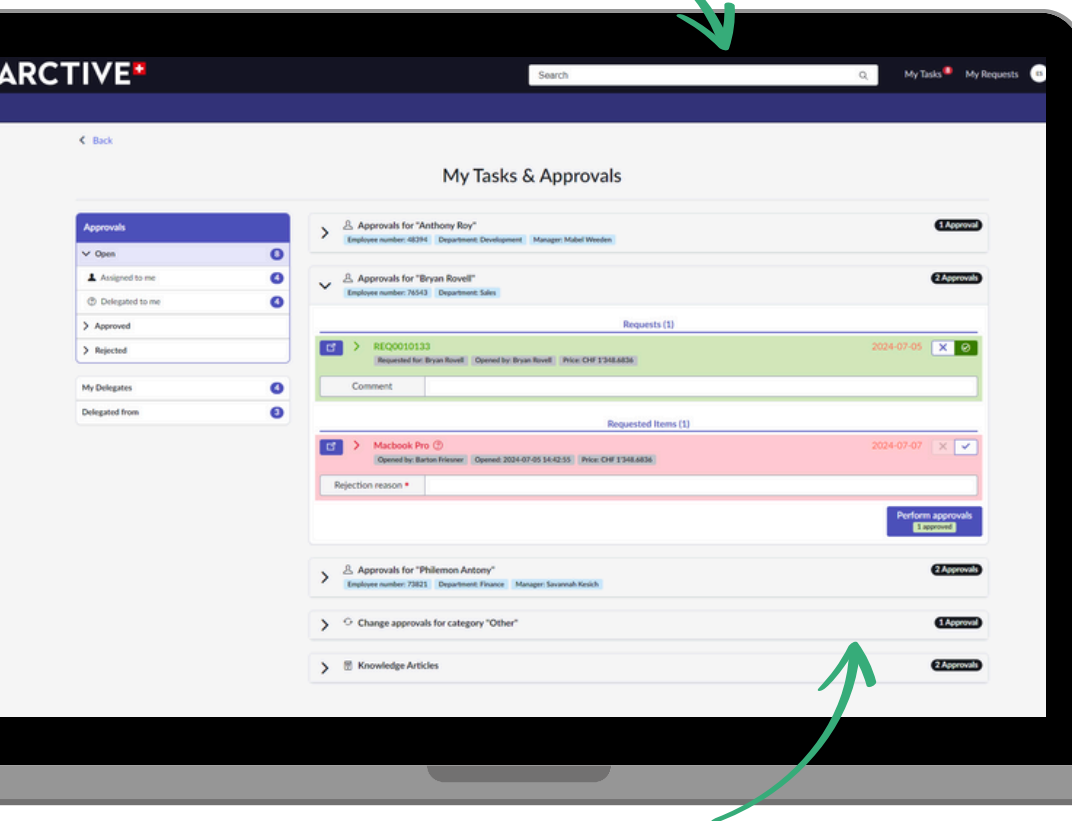 ARCTIVE
Search
My Tasks 8 My Requests ES
Back
My Tasks & Approvals
Approvals
Open 8
Assigned to me 4
Delegated to me 4
Approved
Rejected
My Delegates 4
Delegated from 3
Approvals for "Anthony Roy" 1 Approval
Employee number: 48394 Department: Development Manager: Mabel Weeden
Approvals for "Bryan Rovell" 2 Approvals
Employee number: 76543 Department: Sales
Requests (1)
REQ0010133 2024-07-05
Requested for: Bryan Rovell Opened by: Bryan Rovell Price: CHF 1'348.6836
Comment
Requested Items (1)
Macbook Pro 2024-07-07
Opened by: Barton Friesner Opened: 2024-07-05 14:42:55 Price: CHF 1'348.6836
Rejection reason *
Perform approvals
1 approved
Approvals for "Philemon Antony" 2 Approvals
Employee number: 73821 Department: Finance Manager: Savannah Kesich
Change approvals for category "Other" 1 Approval
Knowledge Articles 2 Approvals